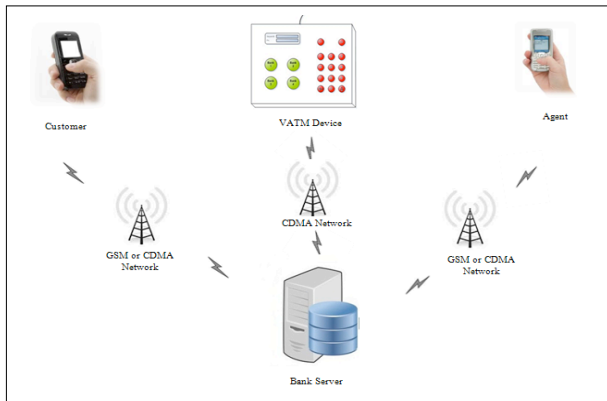 Customer
VATM Device
Agent
CDMA Network
GSM or CDMA
Network
GSM or CDMA
Network
Bank Server